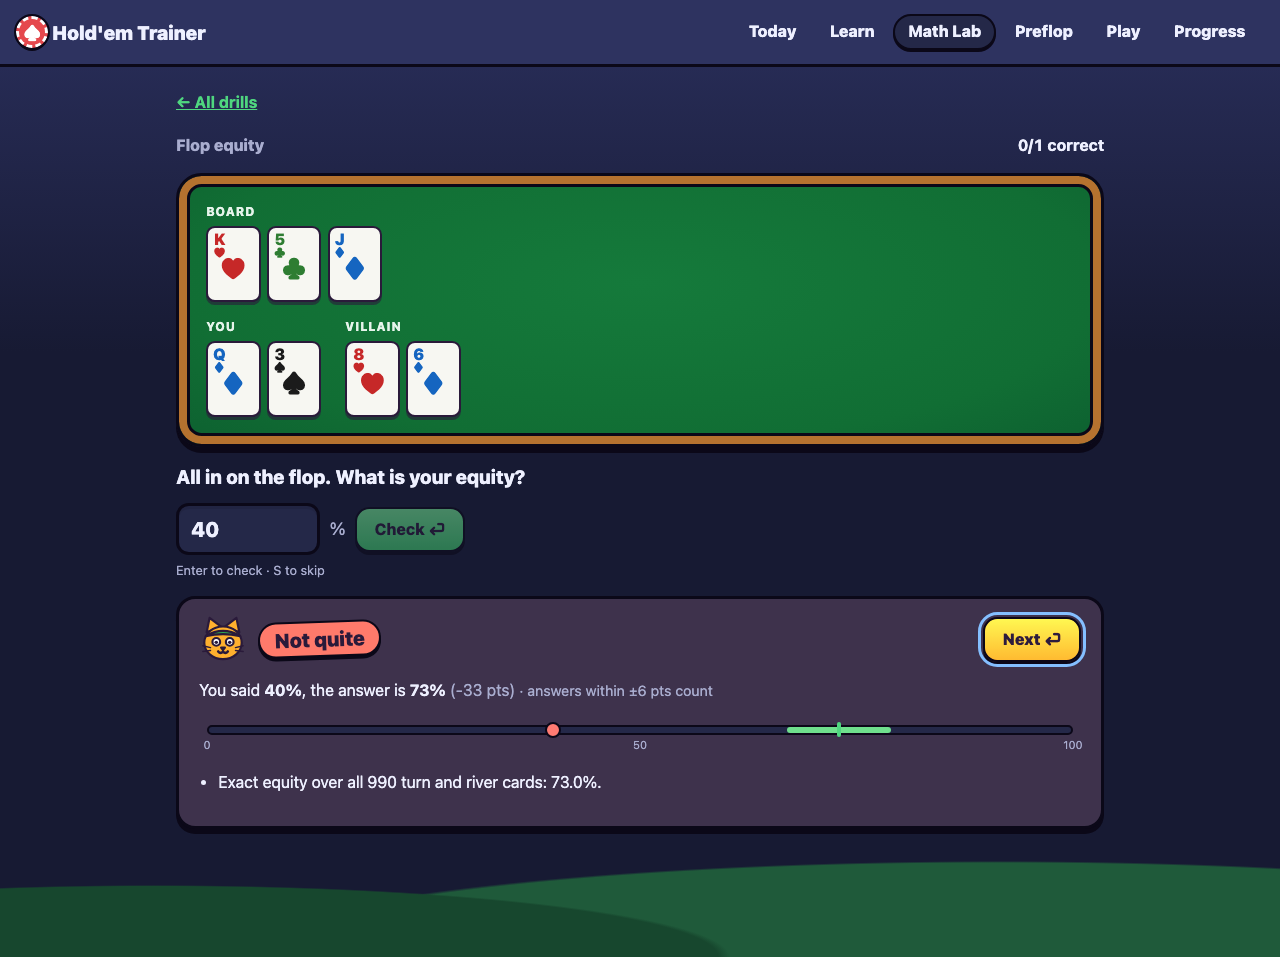 Hold'em Trainer
Today Learn Math Lab Preflop Play Progress
← All drills
Flop equity
0/1 correct
BOARD
K 5 J
YOU VILLAIN
Q 3 8 6
All in on the flop. What is your equity?
40 % Check ⏎
Enter to check · S to skip
Not quite
Next ⏎
You said 40%, the answer is 73% (-33 pts) · answers within ±6 pts count
0 50 100
• Exact equity over all 990 turn and river cards: 73.0%.